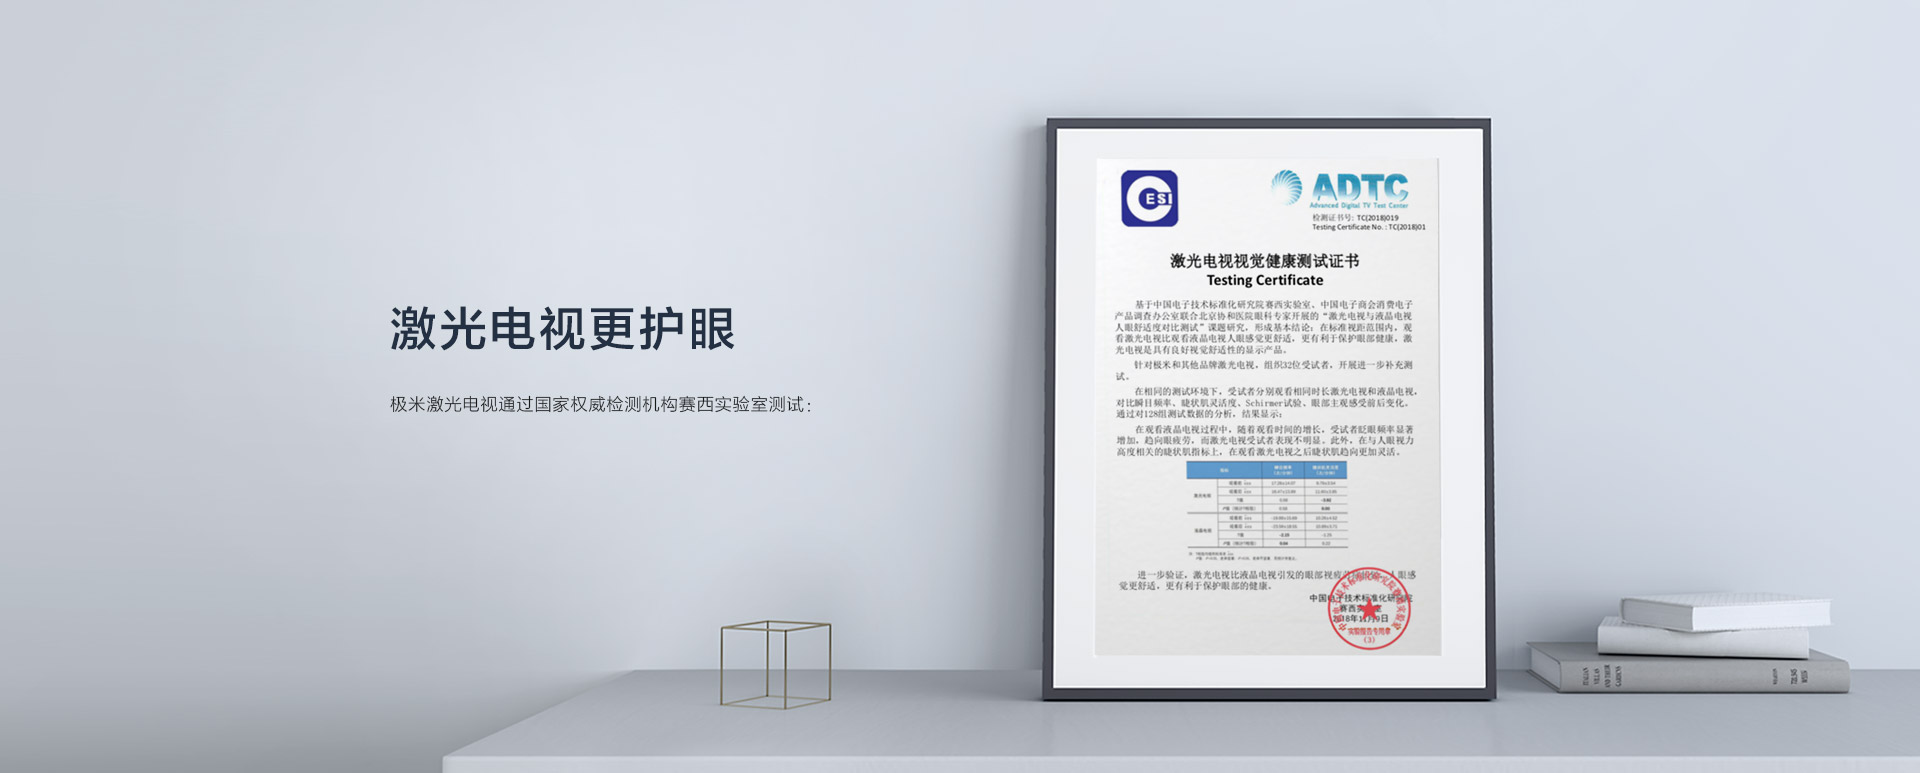 激光电视更护眼
极米激光电视通过国家权威检测机构赛西实验室测试：
CESI
ADTC
Advanced Digital TV Test Center
检测证书号: TC(2018)019
Testing Certificate No. : TC(2018)01
激光电视视觉健康测试证书
Testing Certificate
基于中国电子技术标准化研究院赛西实验室、中国电子商会消费电子
产品调查办公室联合北京协和医院眼科专家开展的“激光电视与液晶电视
人眼舒适度对比测试”课题研究，形成基本结论：在标准视距范围内，观
看激光电视比观看液晶电视人眼感觉更舒适，更有利于保护眼部健康，激
光电视是具有良好视觉舒适性的显示产品。
针对极米和其他品牌激光电视，组织32位受试者，开展进一步补充测
试。
在相同的测试环境下，受试者分别观看相同时长激光电视和液晶电视，
对比瞬目频率、睫状肌灵活度、Schirmer试验、眼部主观感受前后变化。
通过对128组测试数据的分析，结果显示：
在观看液晶电视过程中，随着观看时间的增长，受试者眨眼频率显著
增加，趋向眼疲劳，而激光电视受试者表现不明显。此外，在与人眼视力
高度相关的睫状肌指标上，在观看激光电视之后睫状肌趋向更加灵活。
进一步验证，激光电视比液晶电视引发的眼部视疲劳 人眼感
觉更舒适，更有利于保护眼部的健康。
中国电子技术标准化研究院
赛西实验室
2018年11月9日
实验报告专用章
(3)
ITALIAN
VILLAS
AND THEIR
GARDENS